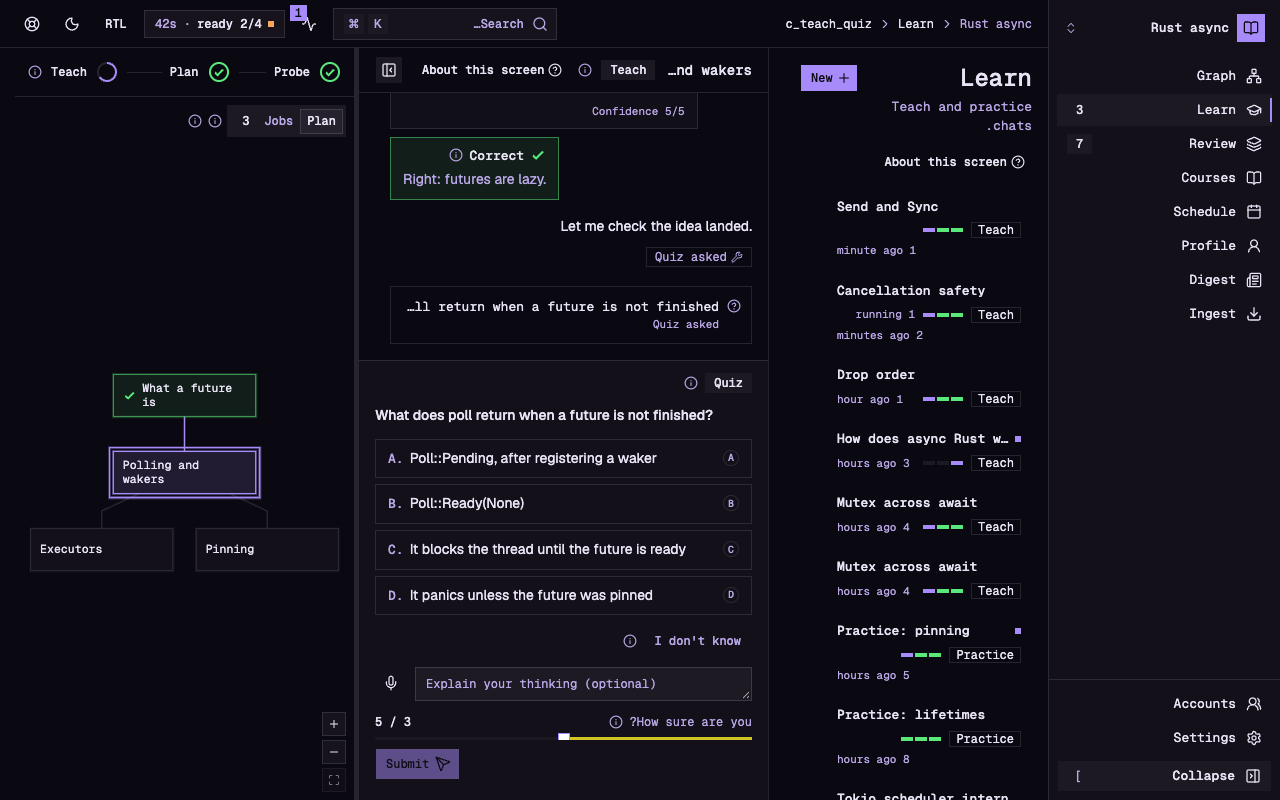 RTL
42s · ready 2/4
1
⌘ K
…Search
c_teach_quiz > Learn > Rust async
Rust async
Graph
Learn 3
Review 7
Courses
Schedule
Profile
Digest
Ingest
Accounts
Settings
Collapse [
Learn
New +
Teach and practice
.chats
About this screen
Send and Sync
Teach
minute ago 1
Cancellation safety
running 1 Teach
minutes ago 2
Drop order
hour ago 1 Teach
How does async Rust w…
hours ago 3 Teach
Mutex across await
hours ago 4 Teach
Mutex across await
hours ago 4 Teach
Practice: pinning
Practice
hours ago 5
Practice: lifetimes
Practice
hours ago 8
Tokio scheduler intern
About this screen
Teach
…nd wakers
Confidence 5/5
Correct
Right: futures are lazy.
Let me check the idea landed.
Quiz asked
…ll return when a future is not finished
Quiz asked
Quiz
What does poll return when a future is not finished?
A. Poll::Pending, after registering a waker A
B. Poll::Ready(None) B
C. It blocks the thread until the future is ready C
D. It panics unless the future was pinned D
I don't know
Explain your thinking (optional)
5 / 3
?How sure are you
Submit
Teach
Plan
Probe
3 Jobs Plan
What a future
is
Polling and
wakers
Executors
Pinning